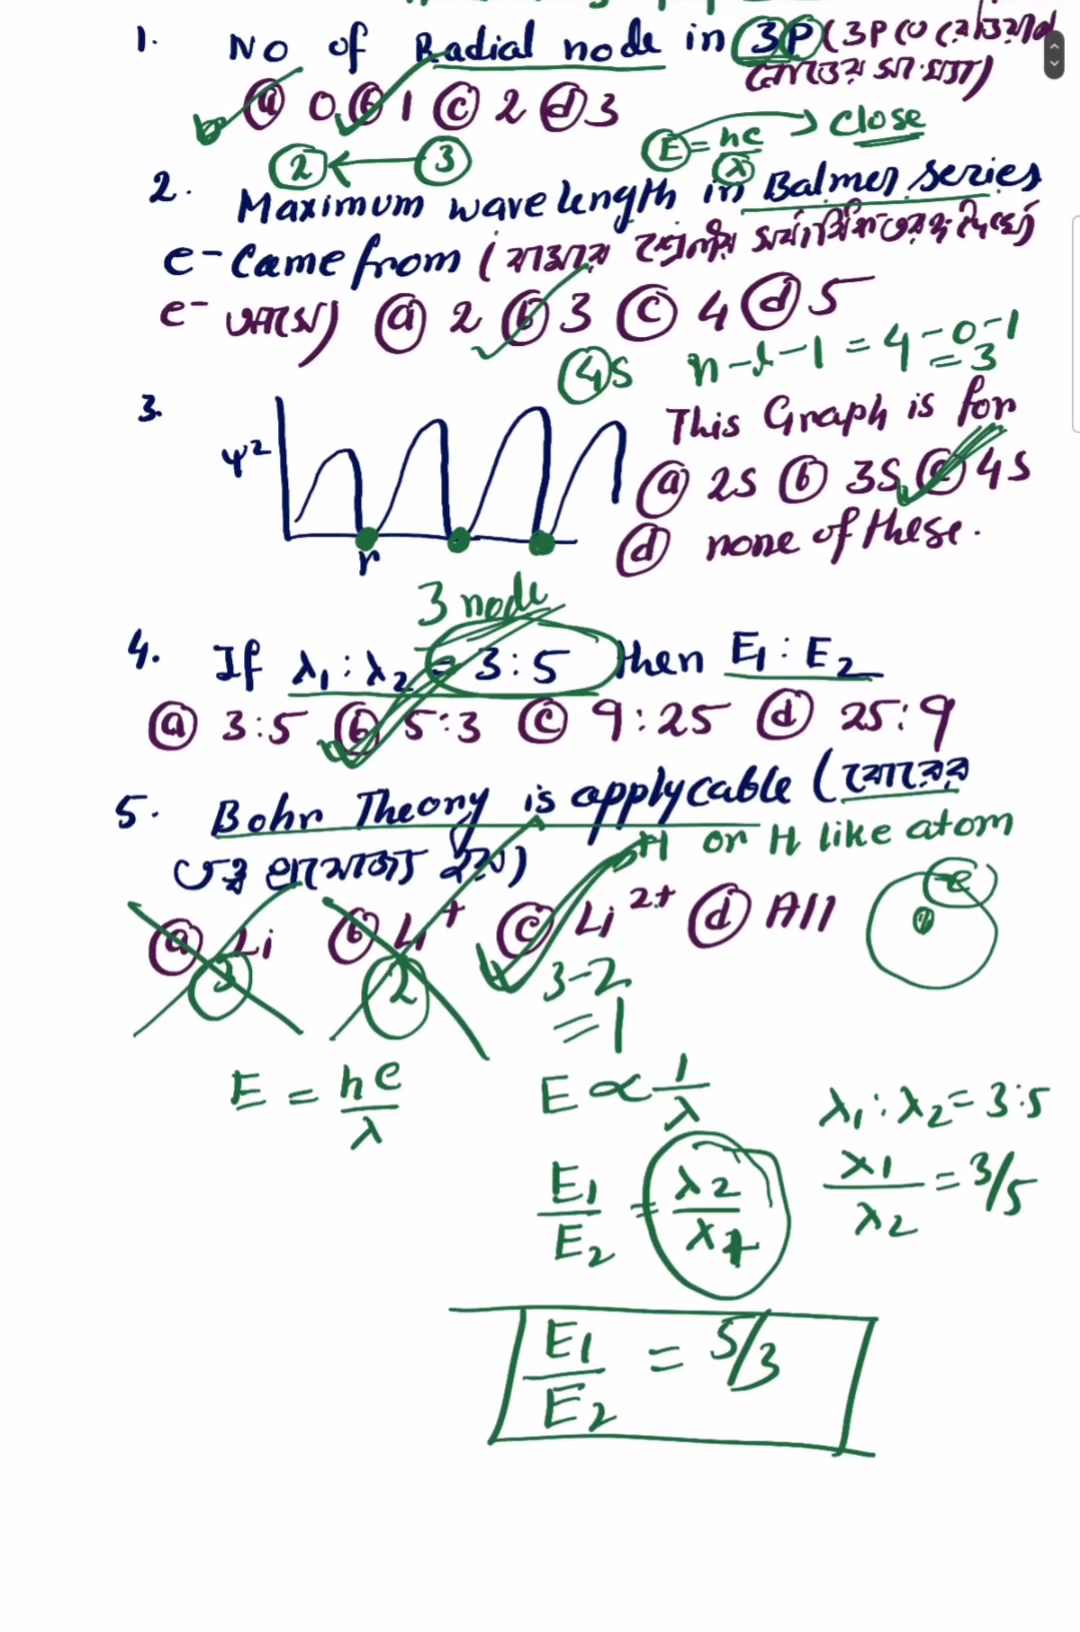 1. No of Radial node in 3P (3P
ⓐ 0 ⓑ 1 ⓒ 2 ⓓ 3
E = hc/λ → close
2 ← 3
2. Maximum wave length in Balmer series
e- Came from (
e- ⓐ 2 ⓑ 3 ⓒ 4 ⓓ 5
4s n-l-1 = 4-0-1
= 3
3. This Graph is for
ψ² ⓐ 2S ⓑ 3S ⓒ 4S
ⓓ none of these.
r
3 node
4. If λ₁ : λ₂ = 3:5 then E₁ : E₂
ⓐ 3:5 ⓑ 5:3 ⓒ 9:25 ⓓ 25:9
5. Bohr Theory is applycable (
H or H like atom
ⓐ Li ⓑ Li⁺ ⓒ Li²⁺ ⓓ All
3 2 3-2
= 1
E = hc/λ E ∝ 1/λ λ₁ : λ₂ = 3:5
E₁/E₂ = λ₂/λ₁ λ₁/λ₂ = 3/5
E₁/E₂ = 5/3